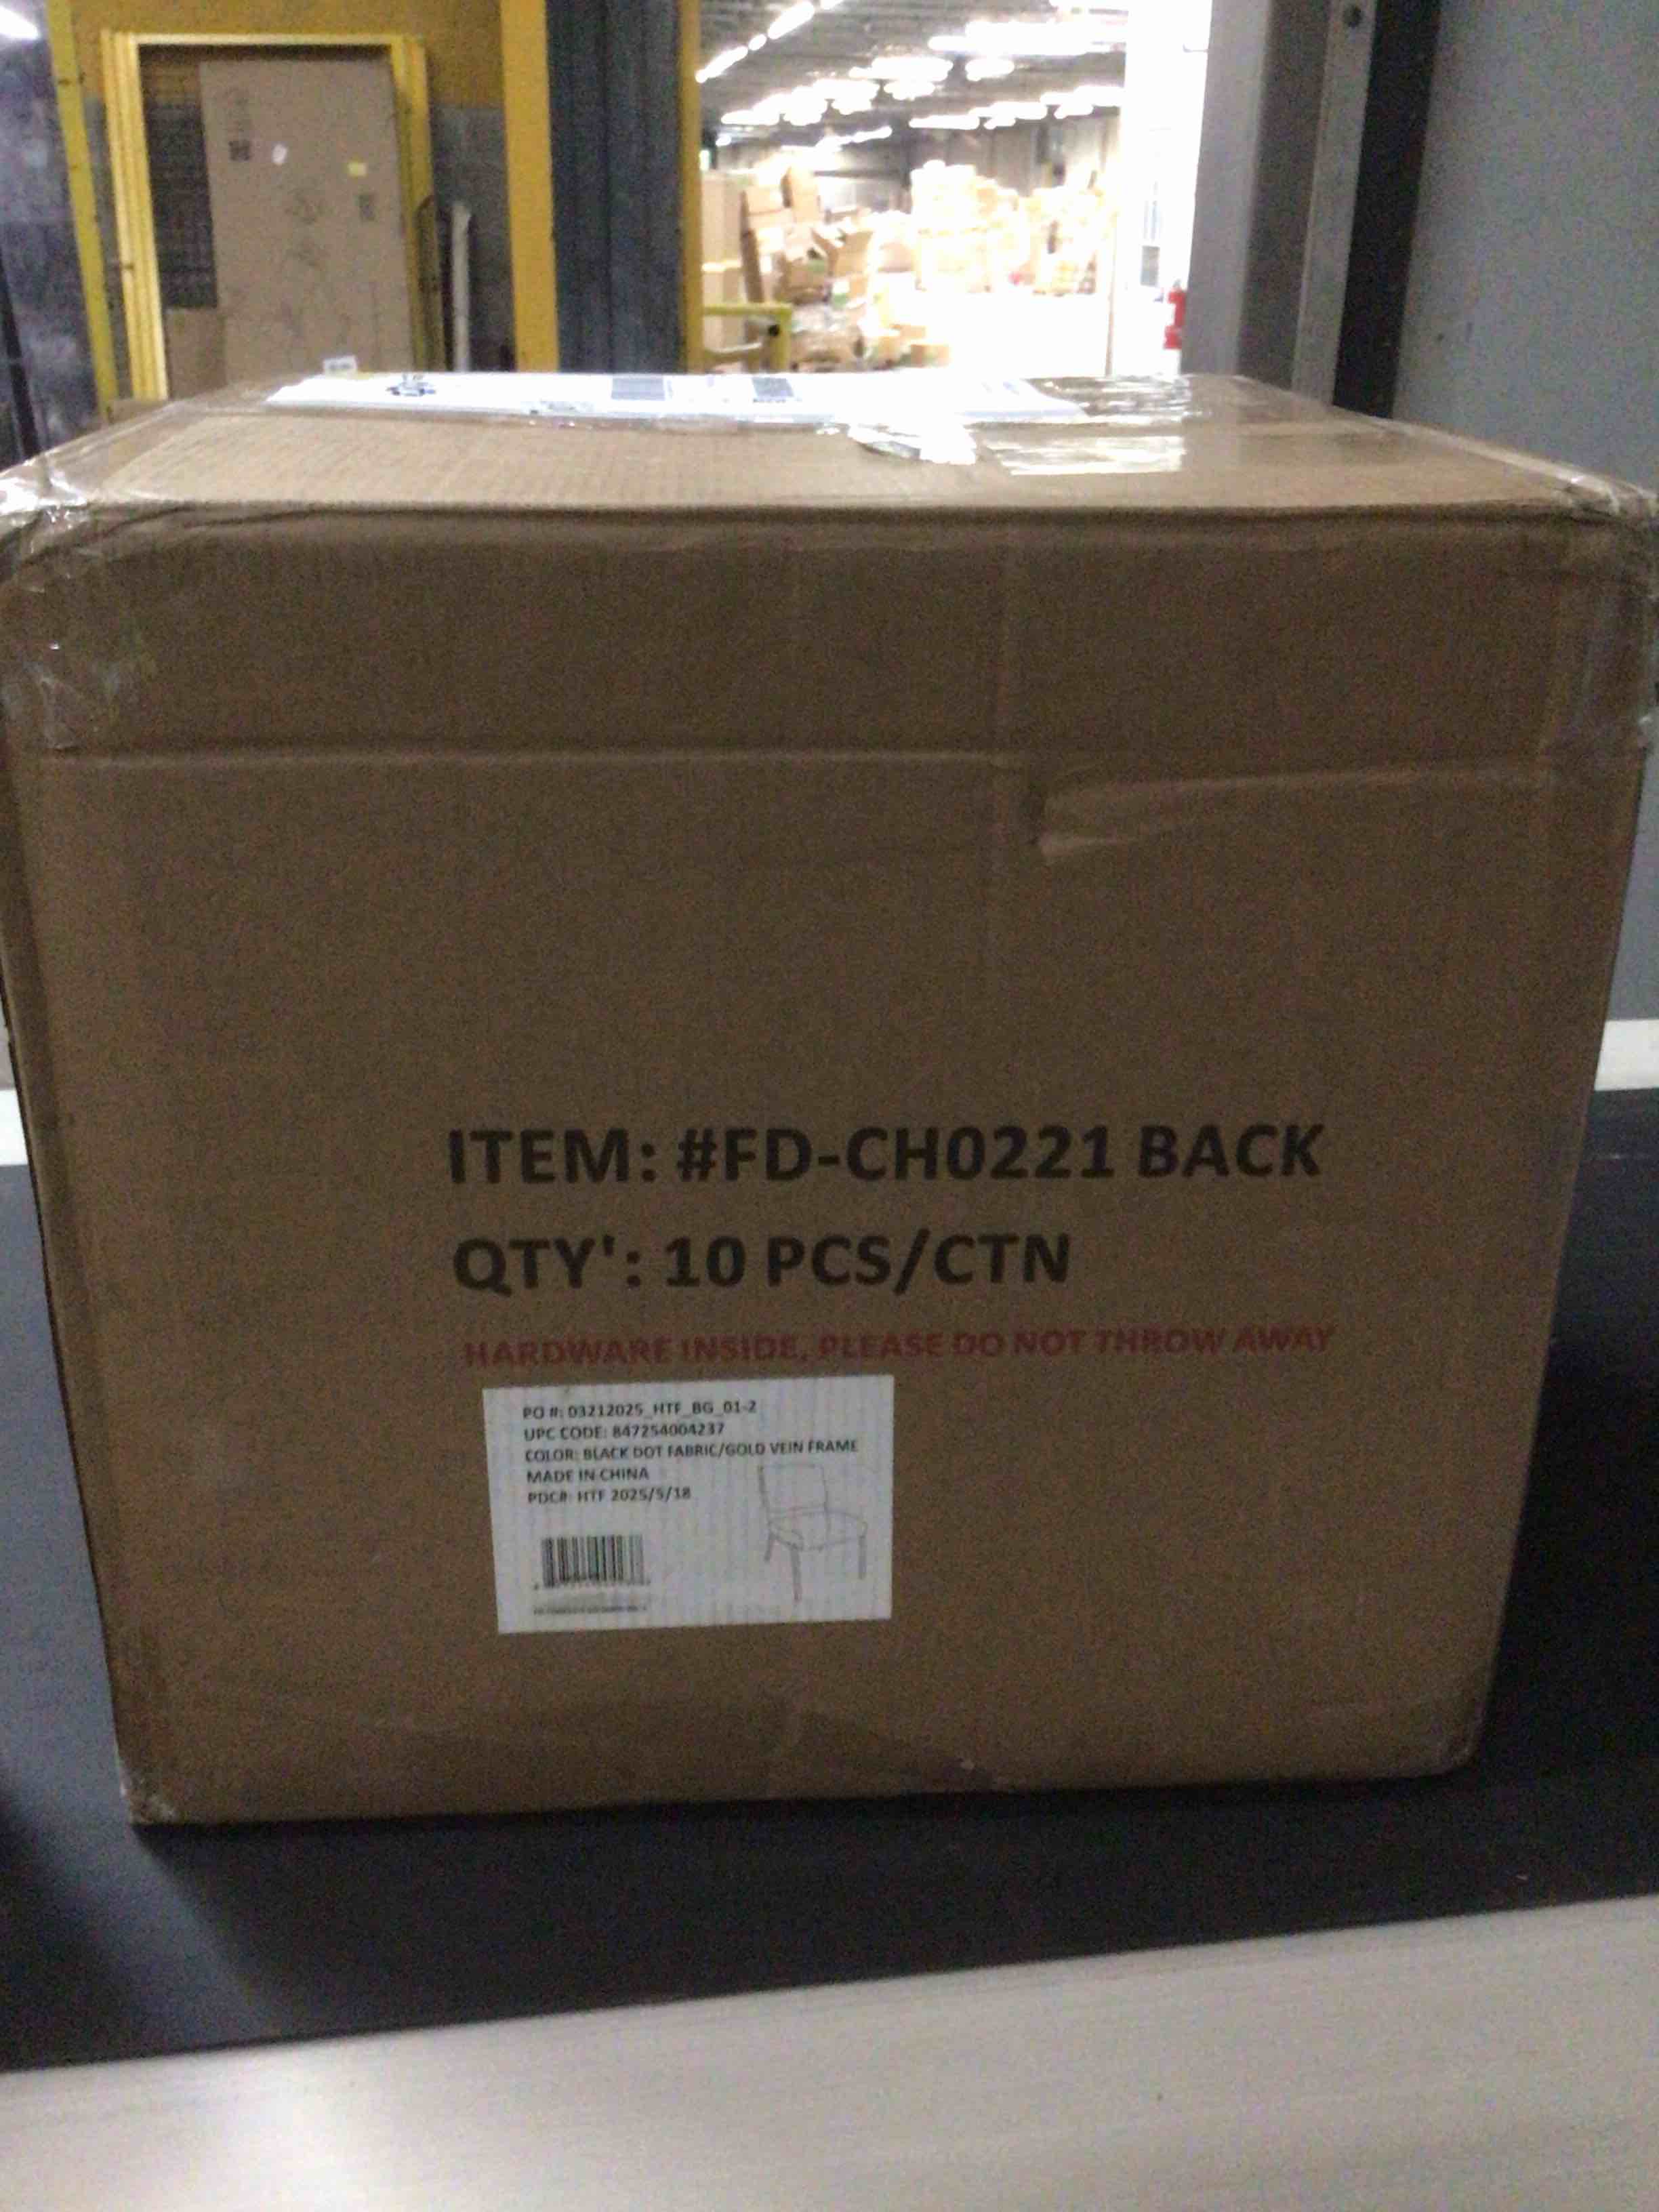 ITEM: #FD-CH0221 BACK
QTY': 10 PCS/CTN
HARDWARE INSIDE, PLEASE DO NOT THROW AWAY
PO #: 03212025_HTF_BG_01-2
UPC CODE: 847254004237
COLOR: BLACK DOT FABRIC/GOLD VEIN FRAME
MADE IN CHINA
PDC#: HTF 2025/5/18